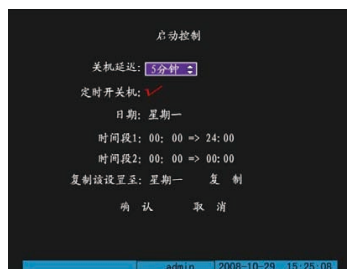 启动控制
关机延迟: 5分钟
定时开关机:
日期: 星期一
时间段1: 00: 00 => 24: 00
时间段2: 00: 00 => 00: 00
复制该设置至: 星期一 复 制
确 认 取 消
admin 2008-10-29 15:25:08